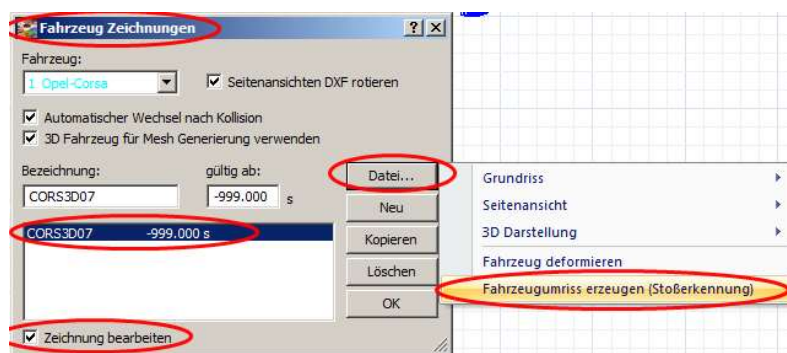 Fahrzeug Zeichnungen
Fahrzeug:
1 Opel-Corsa
Seitenansichten DXF rotieren
Automatischer Wechsel nach Kollision
3D Fahrzeug für Mesh Generierung verwenden
Bezeichnung:
gültig ab:
CORS3D07
-999.000 s
CORS3D07 -999.000 s
Datei...
Neu
Kopieren
Löschen
OK
Zeichnung bearbeiten
Grundriss
Seitenansicht
3D Darstellung
Fahrzeug deformieren
Fahrzeugumriss erzeugen (Stoßerkennung)